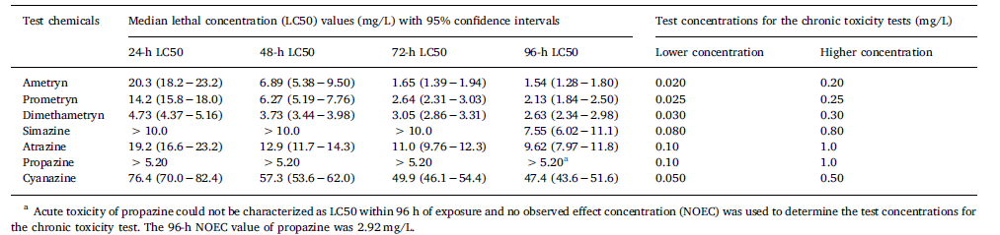 Test chemicals Median lethal concentration (LC50) values (mg/L) with 95% confidence intervals Test concentrations for the chronic toxicity tests (mg/L)
24-h LC50 48-h LC50 72-h LC50 96-h LC50 Lower concentration Higher concentration
Ametryn 20.3 (18.2−23.2) 6.89 (5.38−9.50) 1.65 (1.39−1.94) 1.54 (1.28−1.80) 0.020 0.20
Prometryn 14.2 (15.8−18.0) 6.27 (5.19−7.76) 2.64 (2.31−3.03) 2.13 (1.84−2.50) 0.025 0.25
Dimethametryn 4.73 (4.37−5.16) 3.73 (3.44−3.98) 3.05 (2.86−3.31) 2.63 (2.34−2.98) 0.030 0.30
Simazine > 10.0 > 10.0 > 10.0 7.55 (6.02−11.1) 0.080 0.80
Atrazine 19.2 (16.6−23.2) 12.9 (11.7−14.3) 11.0 (9.76−12.3) 9.62 (7.97−11.8) 0.10 1.0
Propazine > 5.20 > 5.20 > 5.20 > 5.20a 0.10 1.0
Cyanazine 76.4 (70.0−82.4) 57.3 (53.6−62.0) 49.9 (46.1−54.4) 47.4 (43.6−51.6) 0.050 0.50
a Acute toxicity of propazine could not be characterized as LC50 within 96 h of exposure and no observed effect concentration (NOEC) was used to determine the test concentrations for
the chronic toxicity test. The 96-h NOEC value of propazine was 2.92 mg/L.